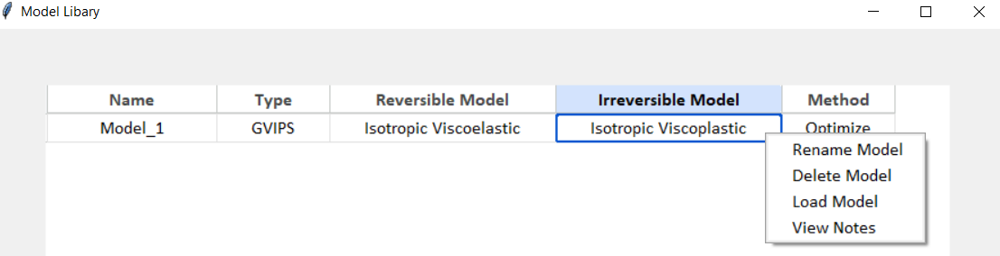 Model Libary
Name Type Reversible Model Irreversible Model Method
Model_1 GVIPS Isotropic Viscoelastic Isotropic Viscoplastic Optimize
Rename Model
Delete Model
Load Model
View Notes